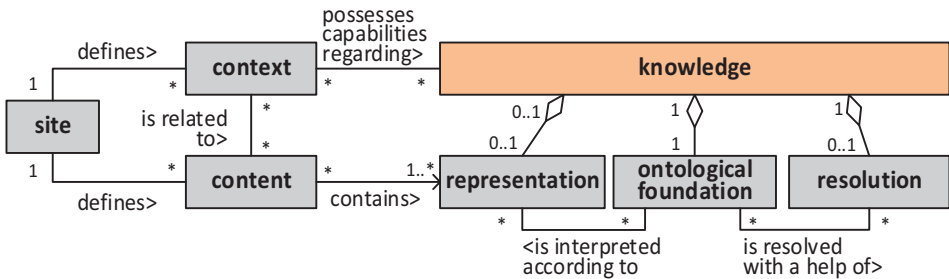 possesses
capabilities
regarding>
defines>
context
knowledge
1
*
*
*
*
0..1
1
1
site
is related
to>
*
*
0..1
1
0..1
1
*
content
*
1..*
representation
ontological
foundation
resolution
defines>
contains>
*
*
*
*
<is interpreted
according to
is resolved
with a help of>